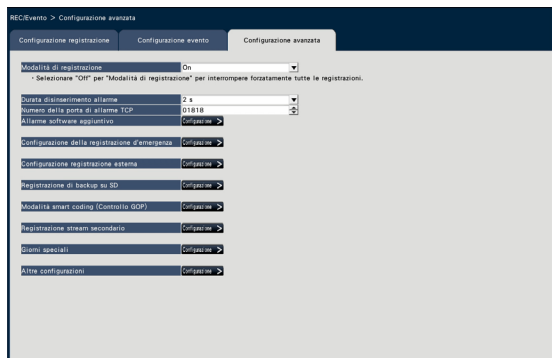 REC/Evento > Configurazione avanzata
Configurazione registrazione Configurazione evento Configurazione avanzata
Modalità di registrazione On
・Selezionare "Off" per "Modalità di registrazione" per interrompere forzatamente tutte le registrazioni.
Durata disinserimento allarme 2 s
Numero della porta di allarme TCP 01818
Allarme software aggiuntivo Configurazione >
Configurazione della registrazione d'emergenza Configurazione >
Configurazione registrazione esterna Configurazione >
Registrazione di backup su SD Configurazione >
Modalità smart coding (Controllo GOP) Configurazione >
Registrazione stream secondario Configurazione >
Giorni speciali Configurazione >
Altre configurazioni Configurazione >